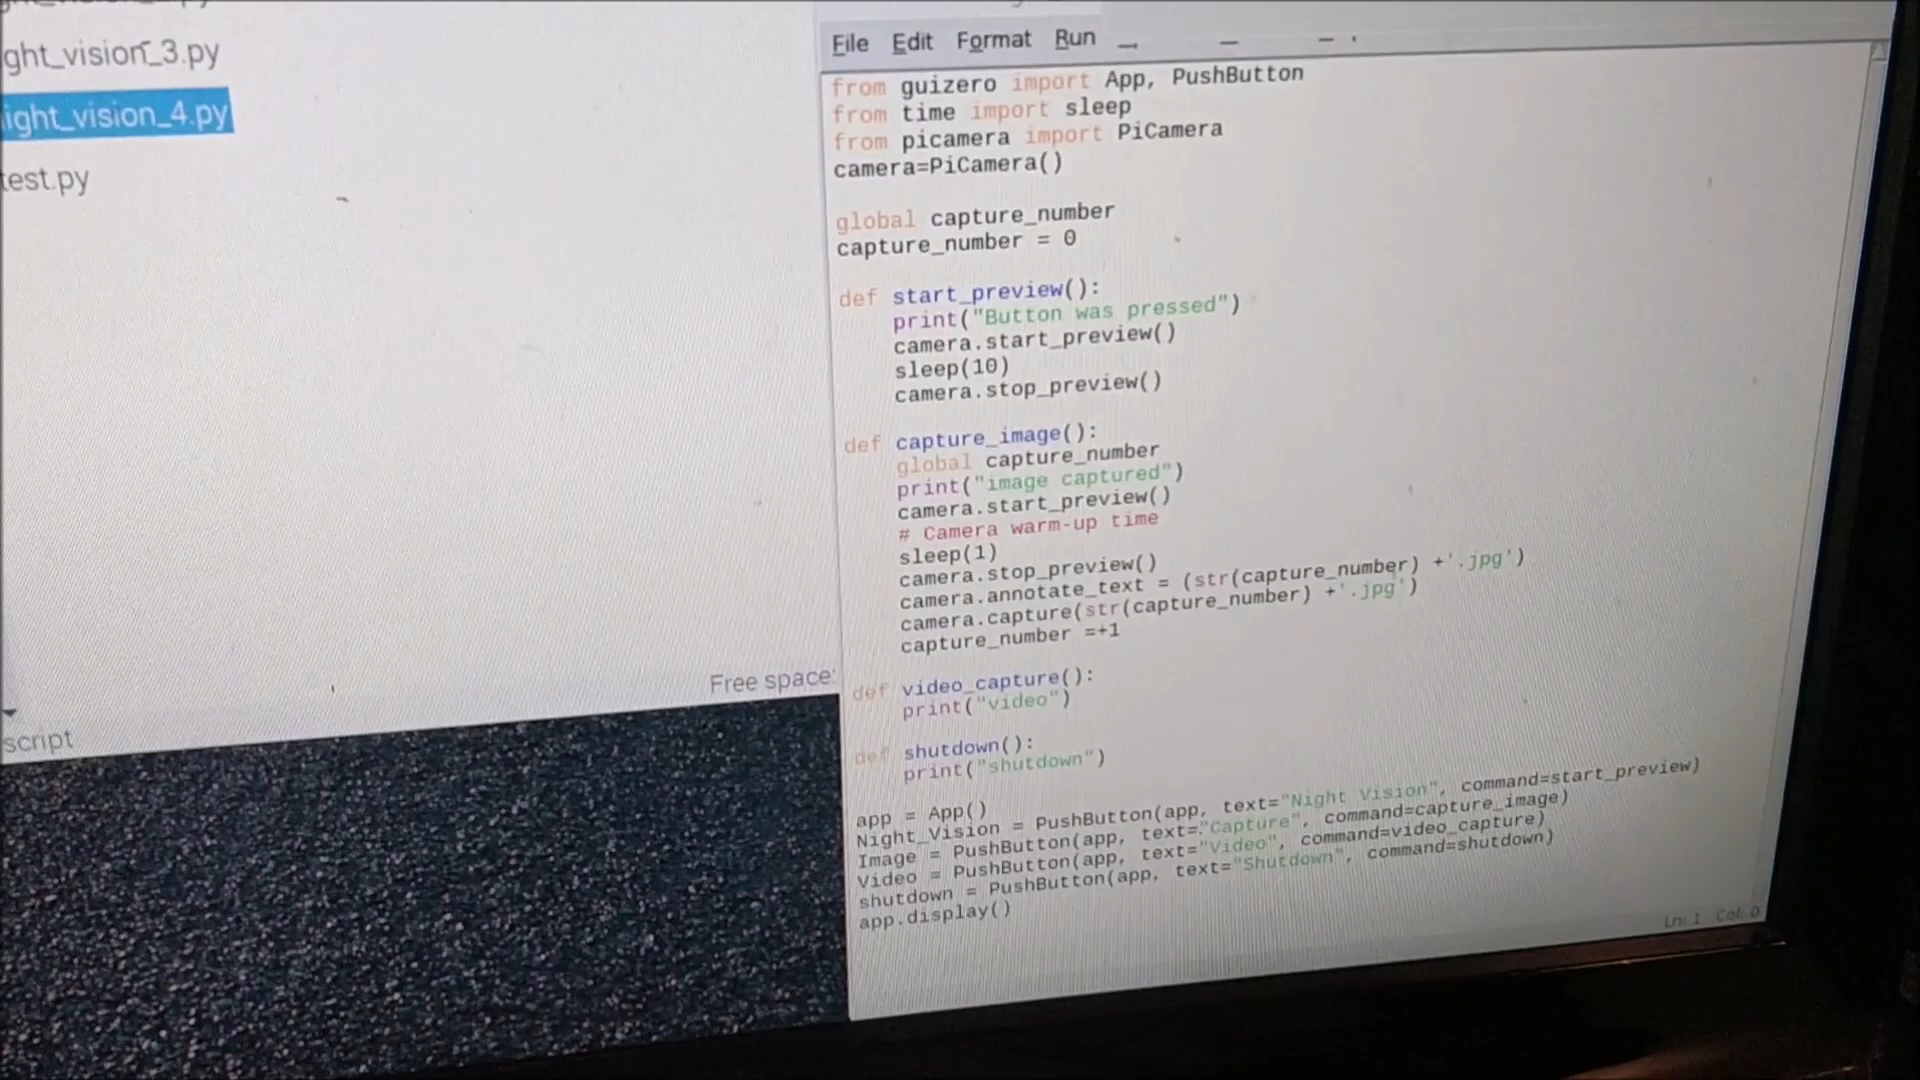 ght_vision_3.py
ight_vision_4.py
test.py
Free space:
script
File Edit Format Run
from guizero import App, PushButton
from time import sleep
from picamera import PiCamera
camera=PiCamera()
global capture_number
capture_number = 0
def start_preview():
print("Button was pressed")
camera.start_preview()
sleep(10)
camera.stop_preview()
def capture_image():
global capture_number
print("image captured")
camera.start_preview()
# Camera warm-up time
sleep(1)
camera.stop_preview()
camera.annotate_text = (str(capture_number) +'.jpg')
camera.capture(str(capture_number) +'.jpg')
capture_number =+1
def video_capture():
print("video")
def shutdown():
print("shutdown")
app = App()
Night_Vision = PushButton(app, text="Night Vision", command=start_preview)
Image = PushButton(app, text="Capture", command=capture_image)
Video = PushButton(app, text="Video", command=video_capture)
shutdown = PushButton(app, text="Shutdown", command=shutdown)
app.display()
Ln: 1 Col: 0